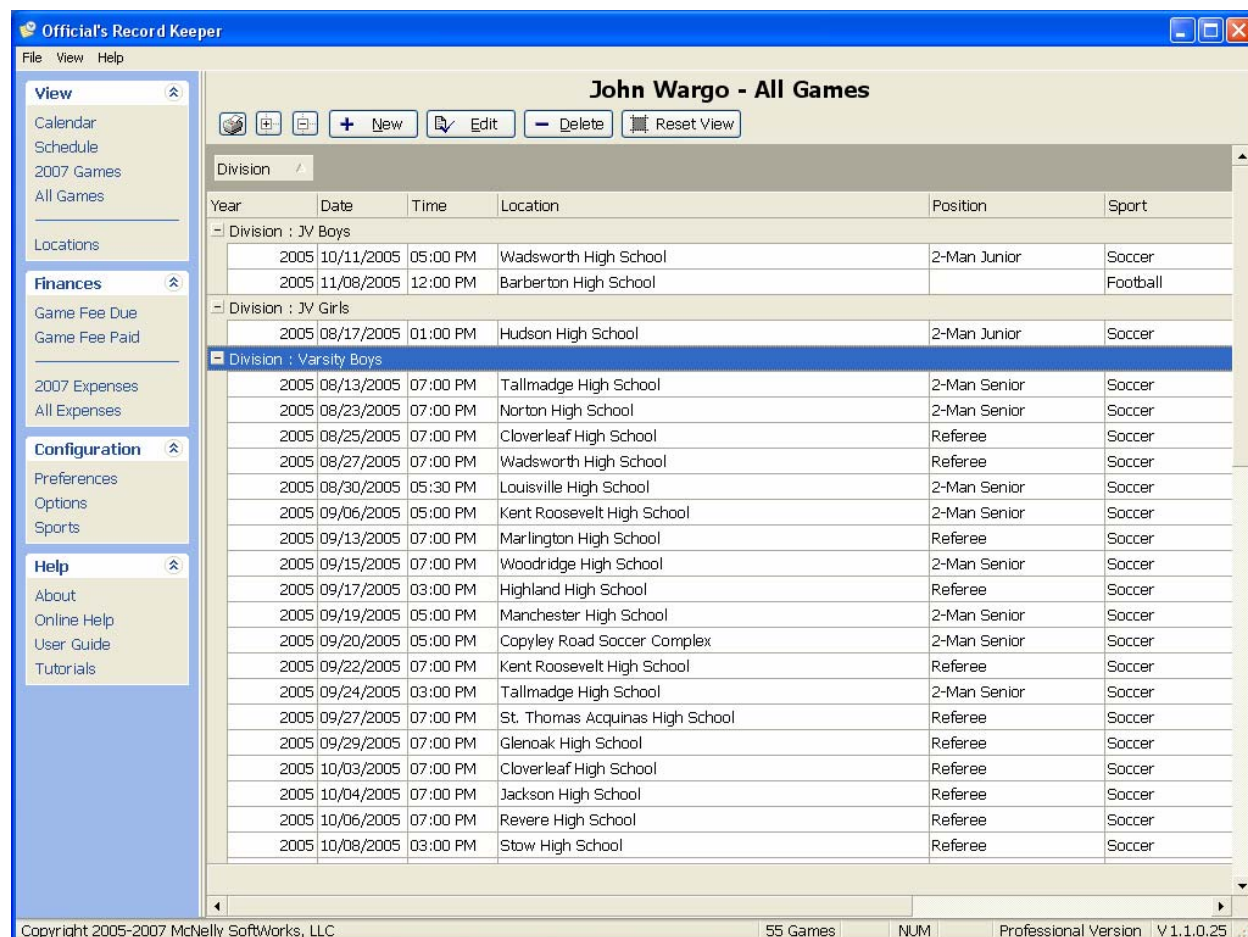 Official's Record Keeper
File View Help
View
Calendar
Schedule
2007 Games
All Games
Locations
Finances
Game Fee Due
Game Fee Paid
2007 Expenses
All Expenses
Configuration
Preferences
Options
Sports
Help
About
Online Help
User Guide
Tutorials
John Wargo - All Games
New Edit Delete Reset View
Division
Year Date Time Location Position Sport
Division : JV Boys
2005 10/11/2005 05:00 PM Wadsworth High School 2-Man Junior Soccer
2005 11/08/2005 12:00 PM Barberton High School Football
Division : JV Girls
2005 08/17/2005 01:00 PM Hudson High School 2-Man Junior Soccer
Division : Varsity Boys
2005 08/13/2005 07:00 PM Tallmadge High School 2-Man Senior Soccer
2005 08/23/2005 07:00 PM Norton High School 2-Man Senior Soccer
2005 08/25/2005 07:00 PM Cloverleaf High School Referee Soccer
2005 08/27/2005 07:00 PM Wadsworth High School Referee Soccer
2005 08/30/2005 05:30 PM Louisville High School 2-Man Senior Soccer
2005 09/06/2005 05:00 PM Kent Roosevelt High School 2-Man Senior Soccer
2005 09/13/2005 07:00 PM Marlington High School Referee Soccer
2005 09/15/2005 07:00 PM Woodridge High School 2-Man Senior Soccer
2005 09/17/2005 03:00 PM Highland High School Referee Soccer
2005 09/19/2005 05:00 PM Manchester High School 2-Man Senior Soccer
2005 09/20/2005 05:00 PM Copyley Road Soccer Complex 2-Man Senior Soccer
2005 09/22/2005 07:00 PM Kent Roosevelt High School Referee Soccer
2005 09/24/2005 03:00 PM Tallmadge High School 2-Man Senior Soccer
2005 09/27/2005 07:00 PM St. Thomas Acquinas High School Referee Soccer
2005 09/29/2005 07:00 PM Glenoak High School Referee Soccer
2005 10/03/2005 07:00 PM Cloverleaf High School Referee Soccer
2005 10/04/2005 07:00 PM Jackson High School Referee Soccer
2005 10/06/2005 07:00 PM Revere High School Referee Soccer
2005 10/08/2005 03:00 PM Stow High School Referee Soccer
Copyright 2005-2007 McNelly SoftWorks, LLC 55 Games NUM Professional Version V 1.1.0.25